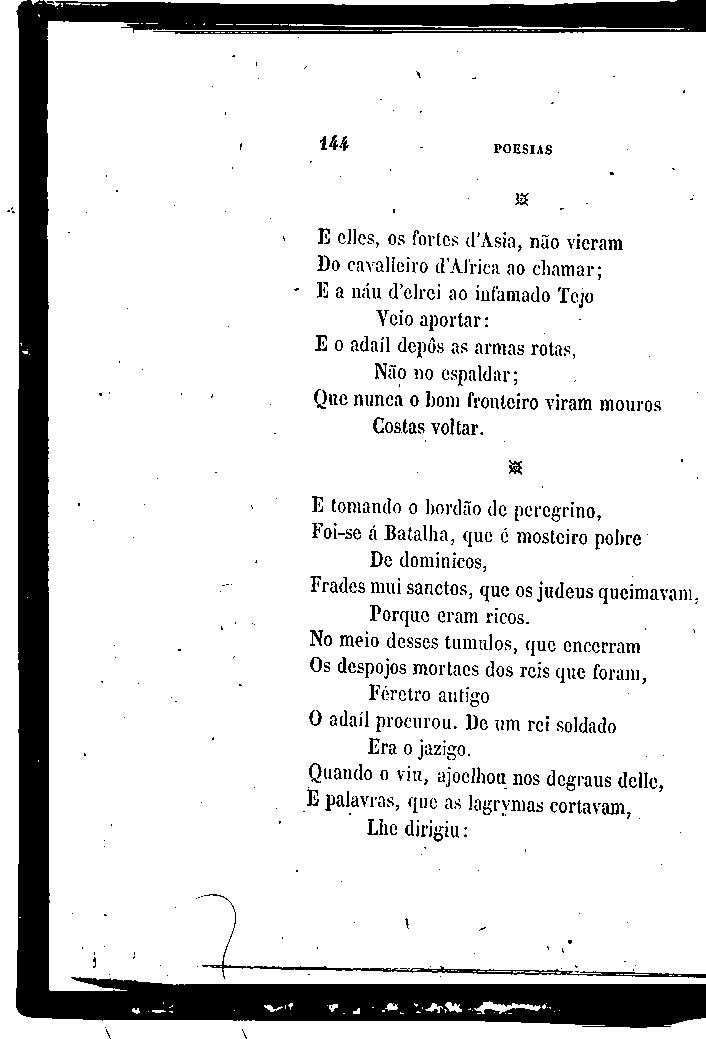 144 POESIAS
E elles, os fortes d'Asia, não vieram
Do cavalleiro d'Africa ao chamar;
E a náu d'elrei ao infamado Tejo
Veio aportar:
E o adaíl depôs as armas rotas,
Não no espaldar;
Que nunca o bom fronteiro viram mouros
Costas voltar.
E tomando o bordão de peregrino,
Foi-se á Batalha, que é mosteiro pobre
De dominicos,
Frades mui sanctos, que os judeus queimavam,
Porque eram ricos.
No meio desses tumulos, que encerram
Os despojos mortaes dos reis que foram,
Féretro antigo
O adaíl procurou. De um rei soldado
Era o jazigo.
Quando o viu, ajoelhou nos degraus delle,
E palavras, que as lagrymas cortavam,
Lhe dirigiu: